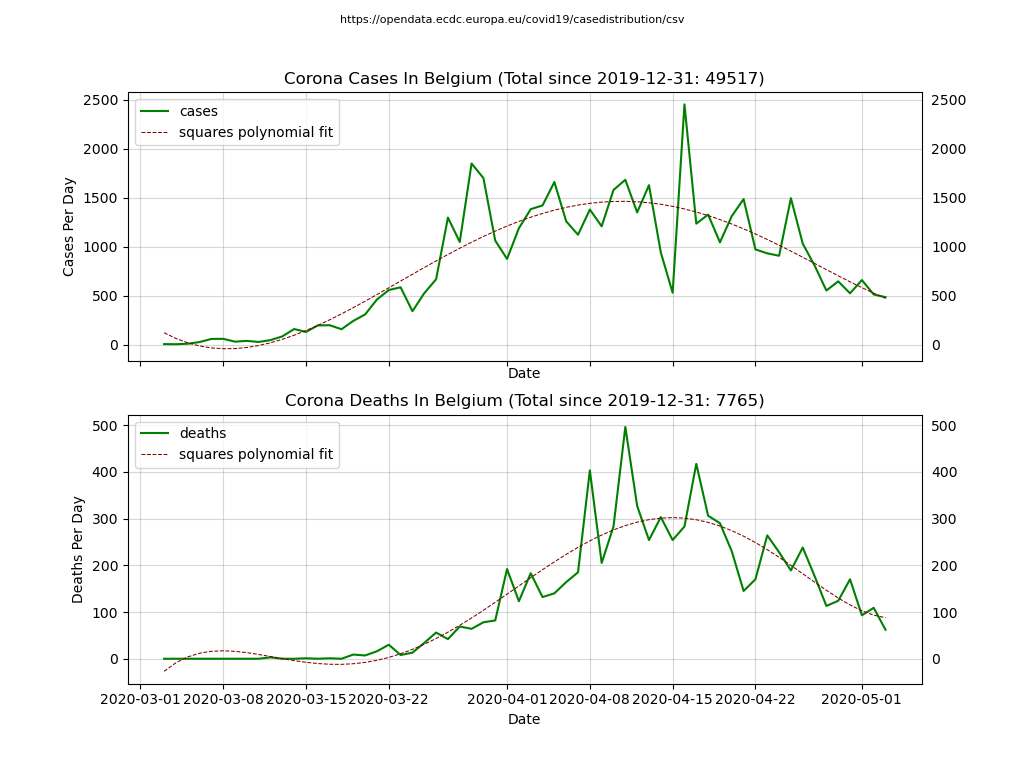 https://opendata.ecdc.europa.eu/covid19/casedistribution/csv
Corona Cases In Belgium (Total since 2019-12-31: 49517)
cases
squares polynomial fit
Cases Per Day
2500 2500
2000 2000
1500 1500
1000 1000
500 500
0 0
Date
Corona Deaths In Belgium (Total since 2019-12-31: 7765)
deaths
squares polynomial fit
Deaths Per Day
500 500
400 400
300 300
200 200
100 100
0 0
2020-03-01 2020-03-08 2020-03-15 2020-03-22 2020-04-01 2020-04-08 2020-04-15 2020-04-22 2020-05-01
Date